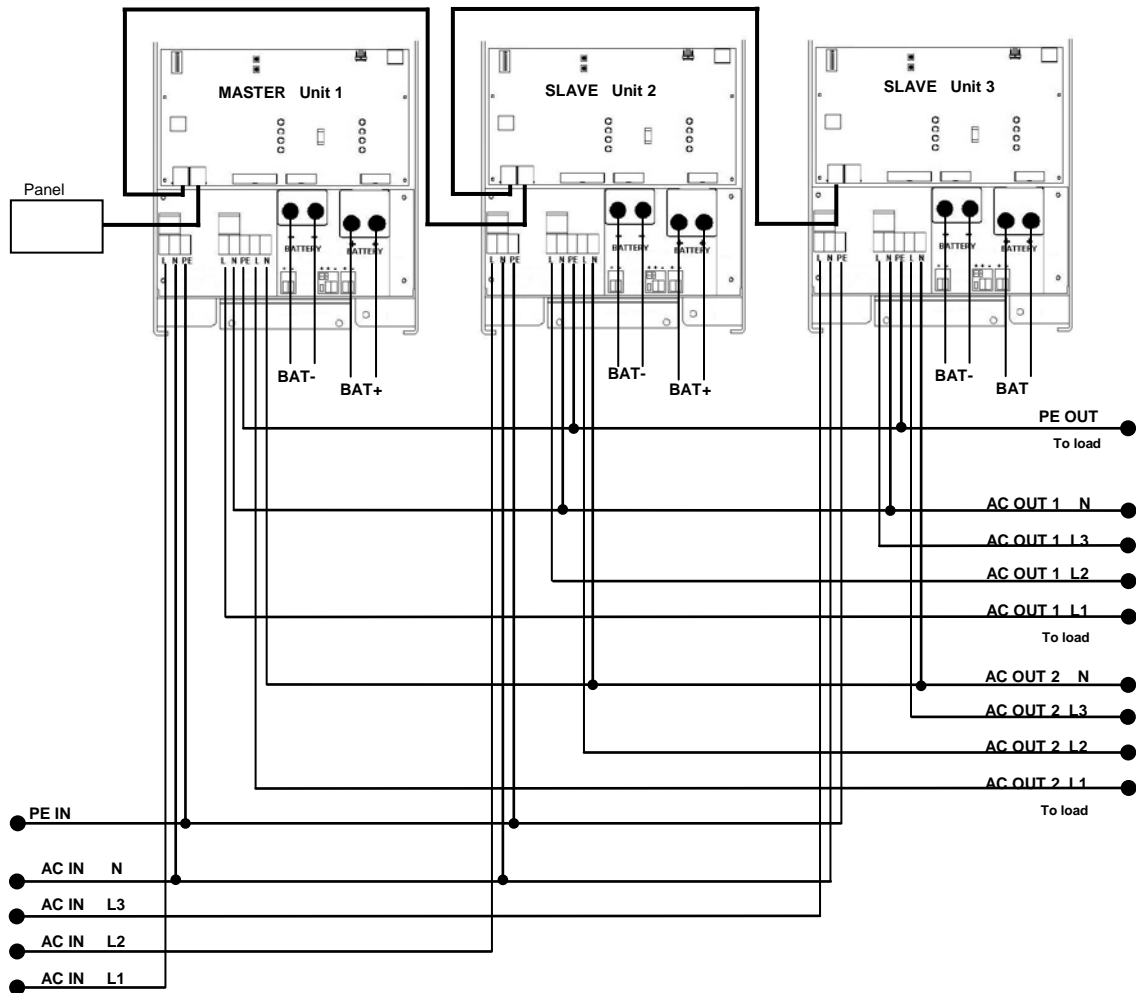 MASTER Unit 1
SLAVE Unit 2
SLAVE Unit 3
Panel
BATTERY
BATTERY
BATTERY
BATTERY
BATTERY
BATTERY
L N PE
L N PE L N
L N PE
L N PE L N
L N PE
L N PE L N
BAT-
BAT+
BAT-
BAT+
BAT-
BAT
PE OUT
To load
AC OUT 1 N
AC OUT 1 L3
AC OUT 1 L2
AC OUT 1 L1
To load
AC OUT 2 N
AC OUT 2 L3
AC OUT 2 L2
AC OUT 2 L1
To load
PE IN
AC IN N
AC IN L3
AC IN L2
AC IN L1